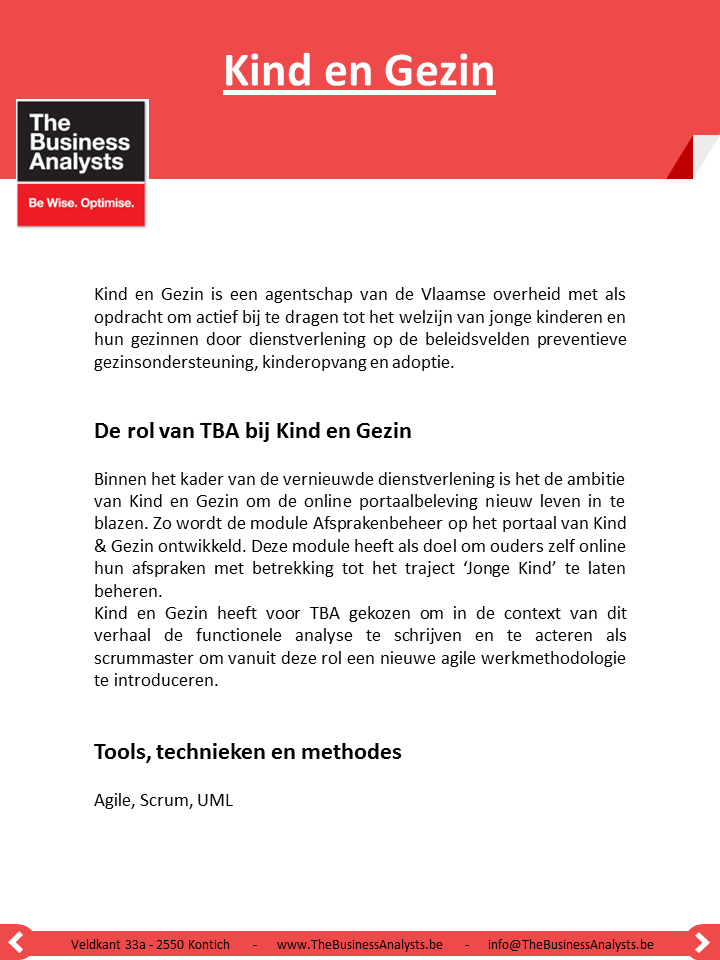 Kind en Gezin
The
Business
Analysts
Be Wise. Optimise.
Kind en Gezin is een agentschap van de Vlaamse overheid met als
opdracht om actief bij te dragen tot het welzijn van jonge kinderen en
hun gezinnen door dienstverlening op de beleidsvelden preventieve
gezinsondersteuning, kinderopvang en adoptie.
De rol van TBA bij Kind en Gezin
Binnen het kader van de vernieuwde dienstverlening is het de ambitie
van Kind en Gezin om de online portaalbeleving nieuw leven in te
blazen. Zo wordt de module Afsprakenbeheer op het portaal van Kind
& Gezin ontwikkeld. Deze module heeft als doel om ouders zelf online
hun afspraken met betrekking tot het traject ‘Jonge Kind’ te laten
beheren.
Kind en Gezin heeft voor TBA gekozen om in de context van dit
verhaal de functionele analyse te schrijven en te acteren als
scrummaster om vanuit deze rol een nieuwe agile werkmethodologie
te introduceren.
Tools, technieken en methodes
Agile, Scrum, UML
Veldkant 33a - 2550 Kontich - www.TheBusinessAnalysts.be - info@TheBusinessAnalysts.be